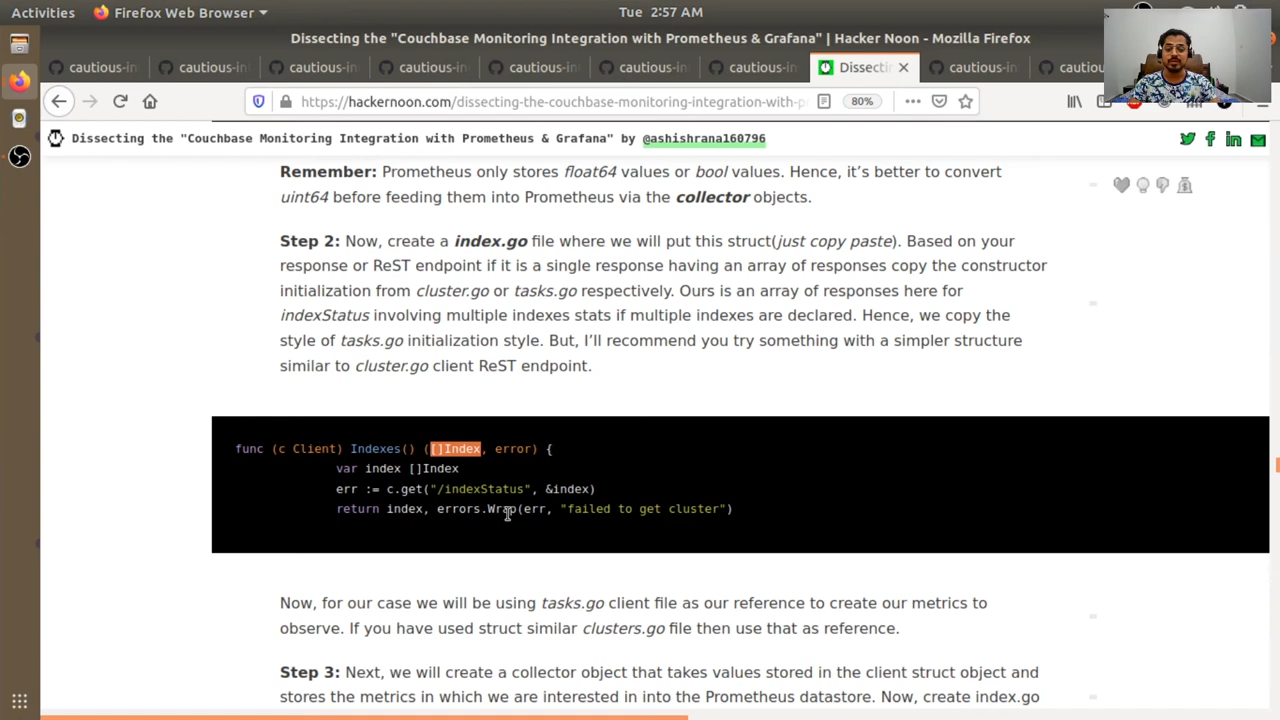 Activities
Firefox Web Browser
Tue 2:57 AM
Dissecting the "Couchbase Monitoring Integration with Prometheus & Grafana" | Hacker Noon - Mozilla Firefox
cautious-in
cautious-in
cautious-in
cautious-in
cautious-in
cautious-in
cautious-in
Dissecti
cautious-in
https://hackernoon.com/dissecting-the-couchbase-monitoring-integration-with-pr
80%
Dissecting the "Couchbase Monitoring Integration with Prometheus & Grafana" by @ashishrana160796
Remember: Prometheus only stores float64 values or bool values. Hence, it's better to convert
uint64 before feeding them into Prometheus via the collector objects.
Step 2: Now, create a index.go file where we will put this struct(just copy paste). Based on your
response or ReST endpoint if it is a single response having an array of responses copy the constructor
initialization from cluster.go or tasks.go respectively. Ours is an array of responses here for
indexStatus involving multiple indexes stats if multiple indexes are declared. Hence, we copy the
style of tasks.go initialization style. But, I'll recommend you try something with a simpler structure
similar to cluster.go client ReST endpoint.
func (c Client) Indexes() ([]Index, error) {
var index []Index
err := c.get("/indexStatus", &index)
return index, errors.Wrap(err, "failed to get cluster")
Now, for our case we will be using tasks.go client file as our reference to create our metrics to
observe. If you have used struct similar clusters.go file then use that as reference.
Step 3: Next, we will create a collector object that takes values stored in the client struct object and
stores the metrics in which we are interested in into the Prometheus datastore. Now, create index.go